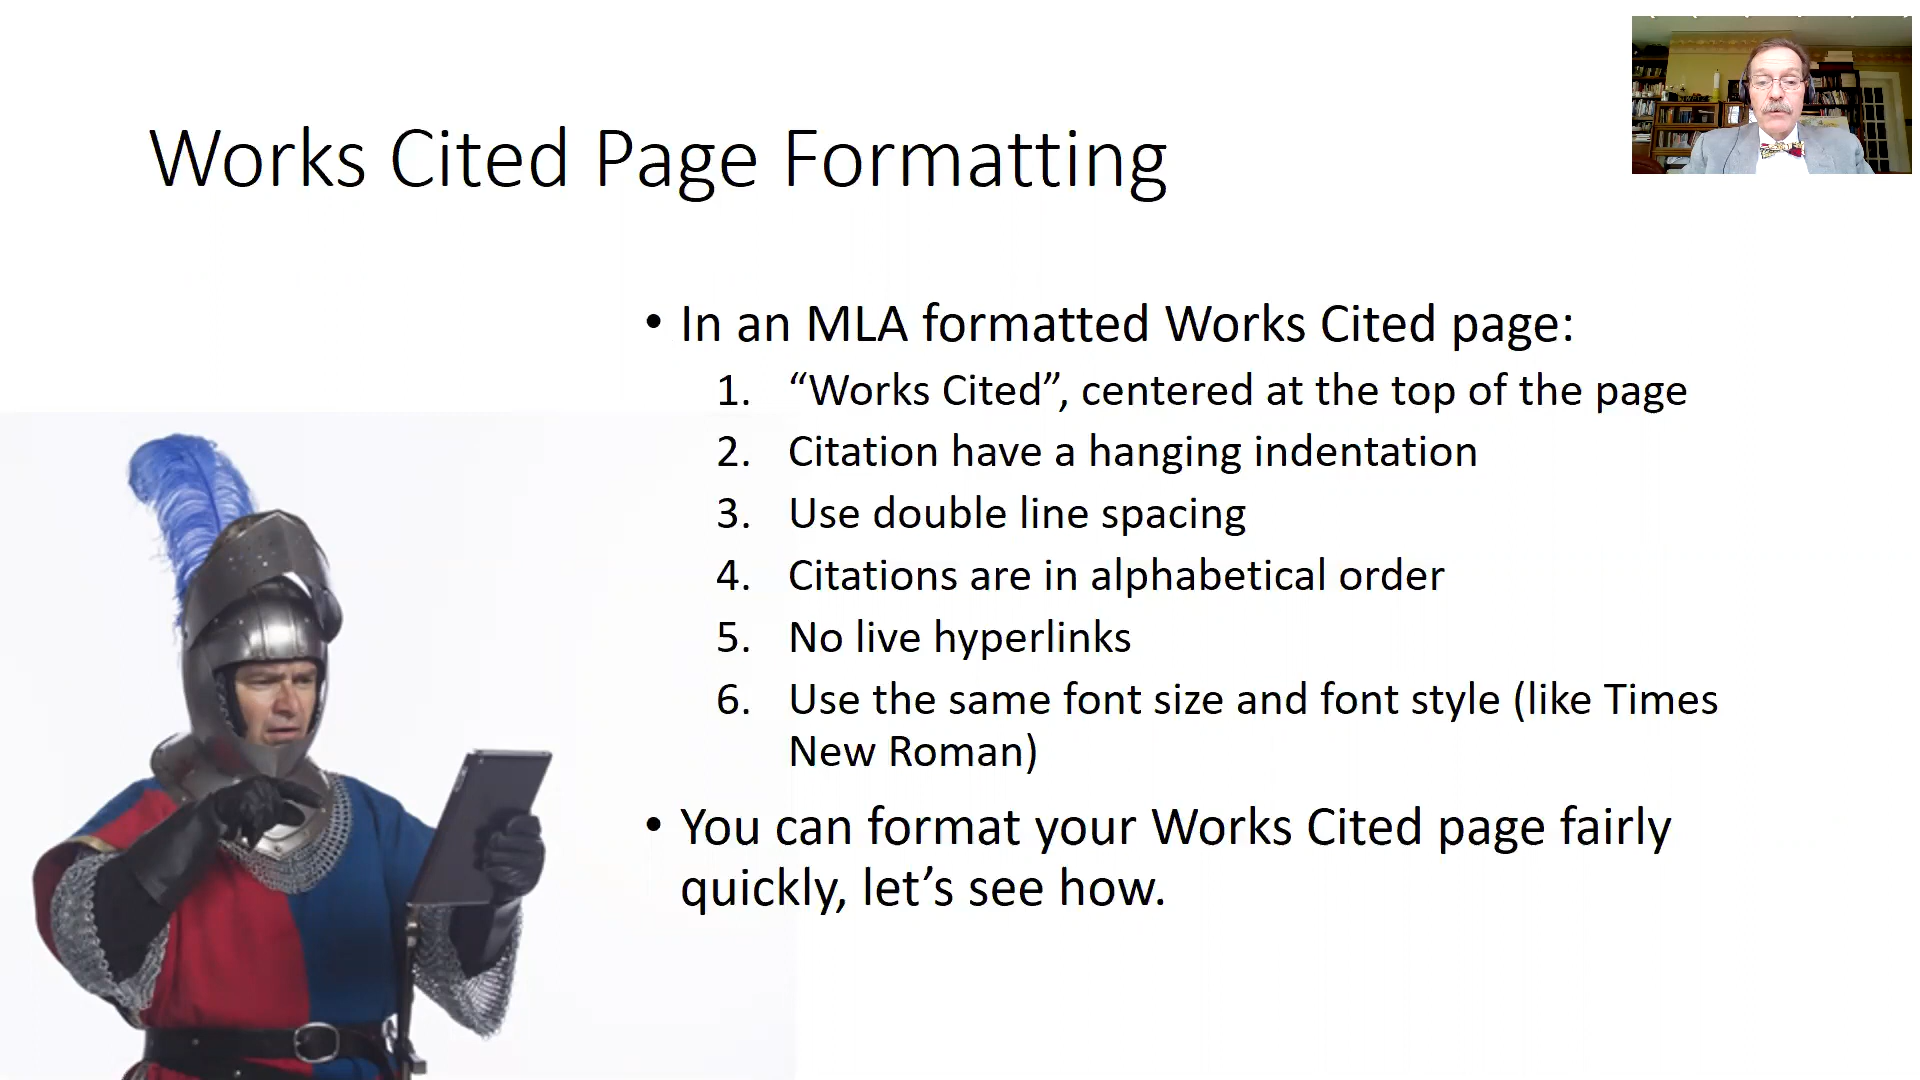 Works Cited Page Formatting
• In an MLA formatted Works Cited page:
1. “Works Cited”, centered at the top of the page
2. Citation have a hanging indentation
3. Use double line spacing
4. Citations are in alphabetical order
5. No live hyperlinks
6. Use the same font size and font style (like Times
New Roman)
• You can format your Works Cited page fairly
quickly, let’s see how.